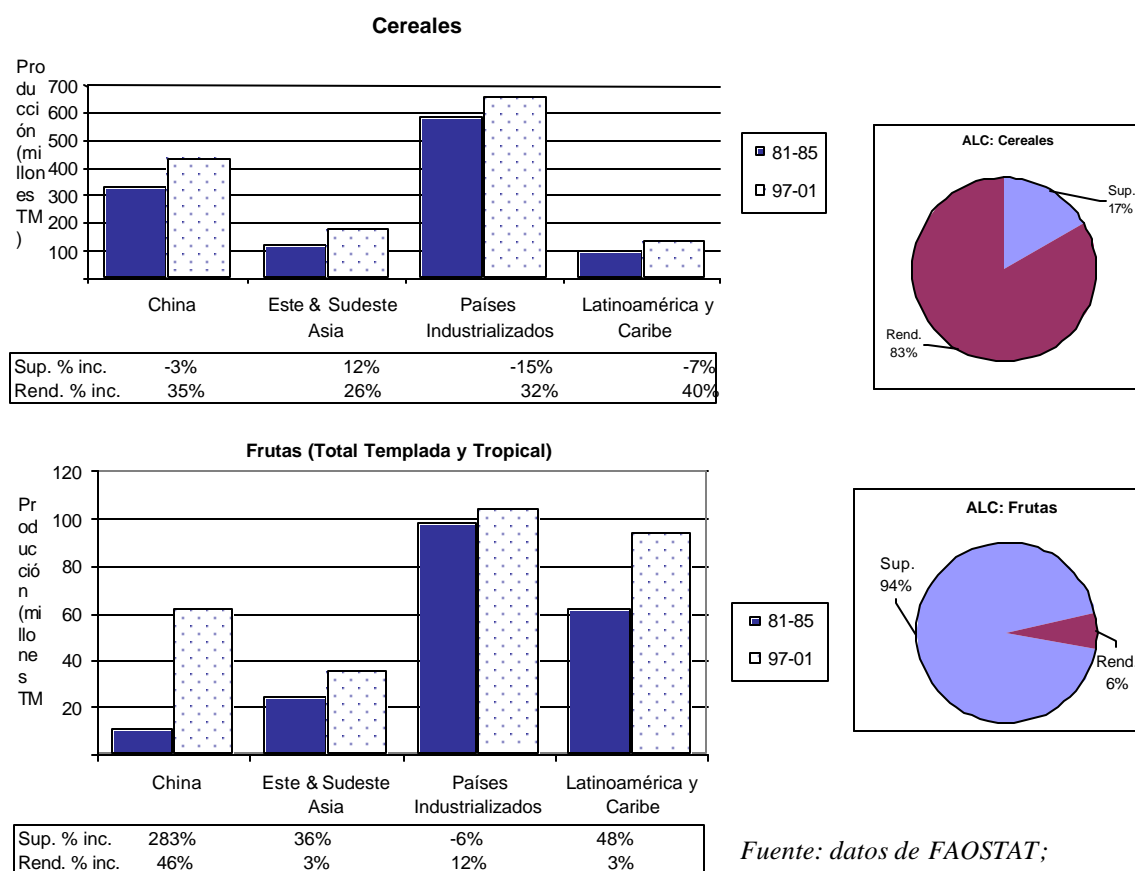 Cereales
Pro
du
cci
ón
(mi
llon
es
TM
)
700
600
500
400
300
200
100
China
Este & Sudeste
Asia
Países
Industrializados
Latinoamérica y
Caribe
81-85
97-01
Sup. % inc. -3% 12% -15% -7%
Rend. % inc. 35% 26% 32% 40%
ALC: Cereales
Sup.
17%
Rend.
83%
Frutas (Total Templada y Tropical)
Pr
od
uc
ció
n
(mi
llo
ne
s
TM
120
100
80
60
40
20
China
Este & Sudeste
Asia
Países
Industrializados
Latinoamérica y
Caribe
81-85
97-01
Sup. % inc. 283% 36% -6% 48%
Rend. % inc. 46% 3% 12% 3%
ALC: Frutas
Sup.
94%
Rend.
6%
Fuente: datos de FAOSTAT;